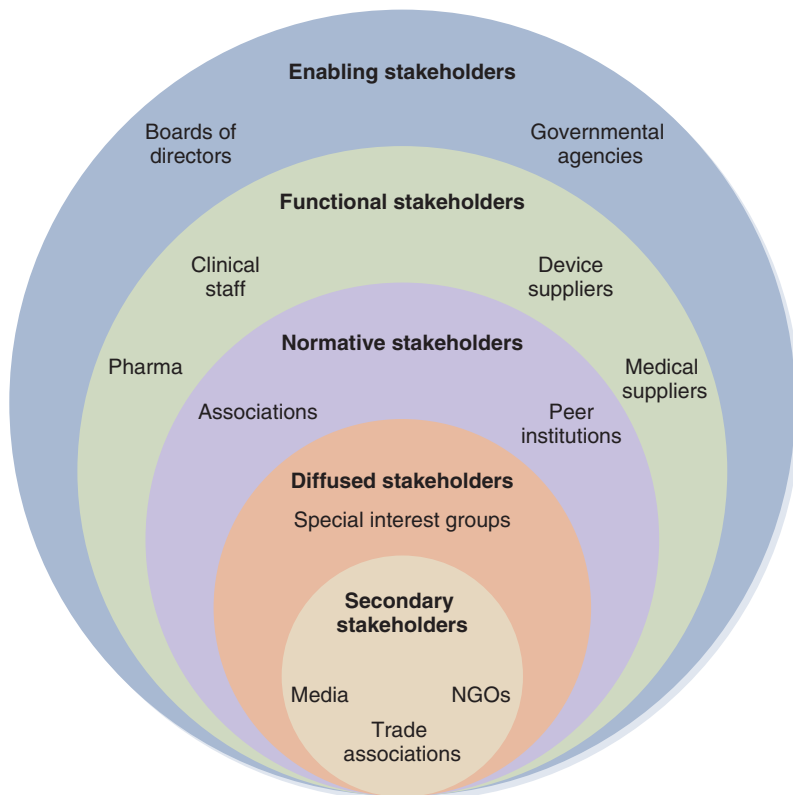 Enabling stakeholders
Boards of
directors
Governmental
agencies
Functional stakeholders
Clinical
staff
Device
suppliers
Normative stakeholders
Pharma
Medical
suppliers
Associations
Peer
institutions
Diffused stakeholders
Special interest groups
Secondary
stakeholders
Media
NGOs
Trade
associations